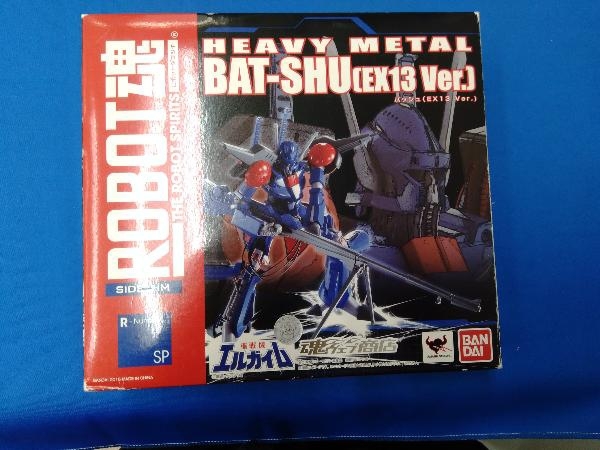 ROBOT魂
THE ROBOT SPIRITS
SIDE HM
SP
HEAVY METAL
BAT-SHU(EX13 Ver.)
バッシュ(EX13 Ver.)
重戦機
エルガイム
魂ウェブ商店
BAN
DAI